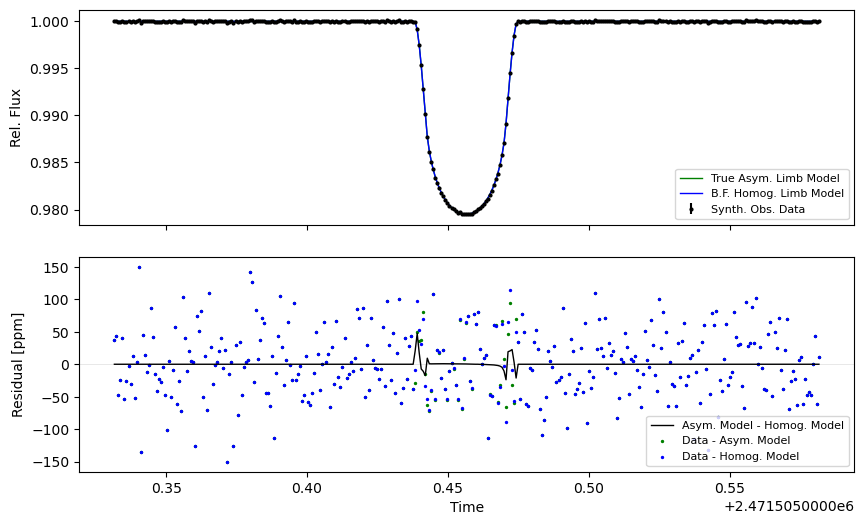 1.000
0.995
0.990
0.985
0.980
Rel. Flux
True Asym. Limb Model
B.F. Homog. Limb Model
Synth. Obs. Data
150
100
50
0
−50
−100
−150
Residual [ppm]
Asym. Model - Homog. Model
Data - Asym. Model
Data - Homog. Model
0.35
0.40
0.45
0.50
0.55
Time
+2.4715050000e6